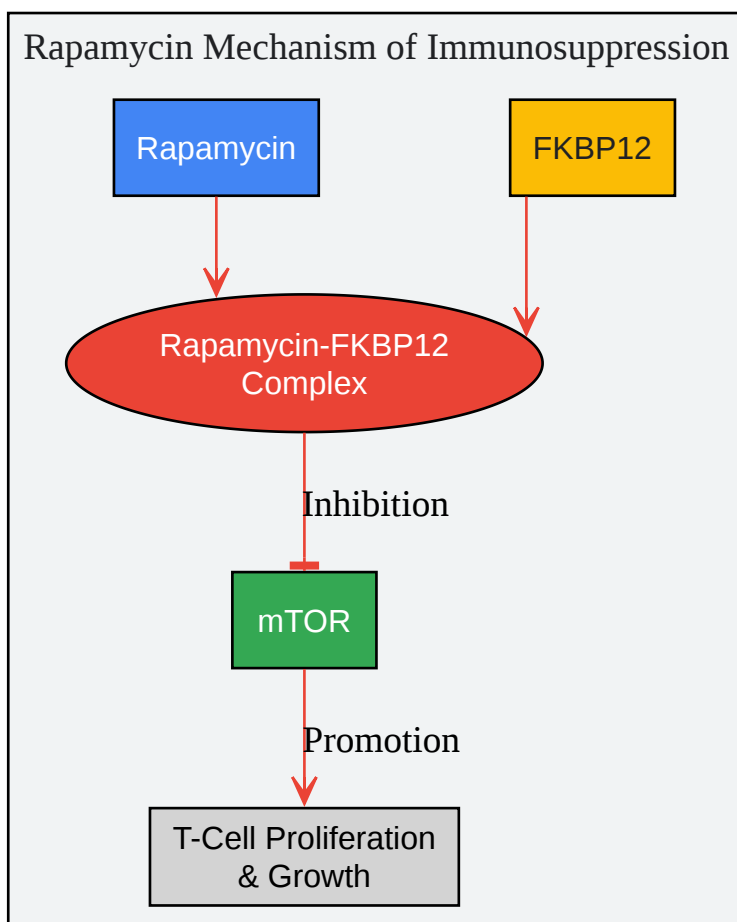 Rapamycin Mechanism of Immunosuppression
Rapamycin
FKBP12
Rapamycin-FKBP12
Complex
Inhibition
mTOR
Promotion
T-Cell Proliferation
& Growth